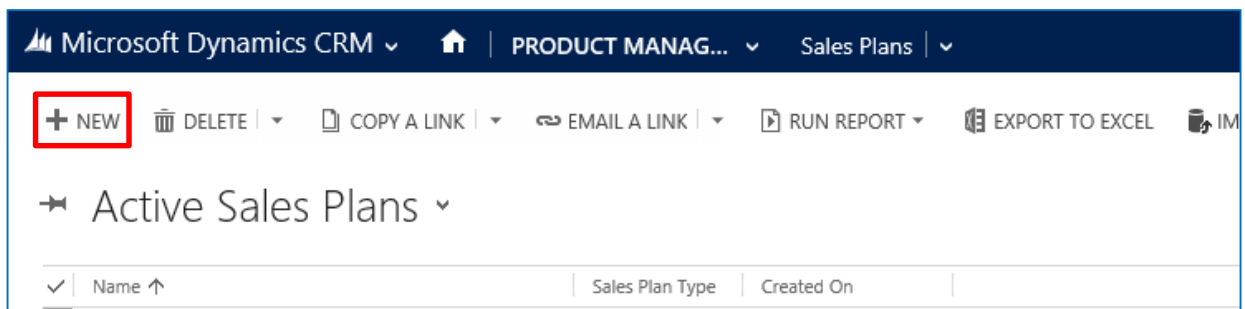 Microsoft Dynamics CRM PRODUCT MANAG... Sales Plans
NEW DELETE COPY A LINK EMAIL A LINK RUN REPORT EXPORT TO EXCEL IM
Active Sales Plans
Name Sales Plan Type Created On